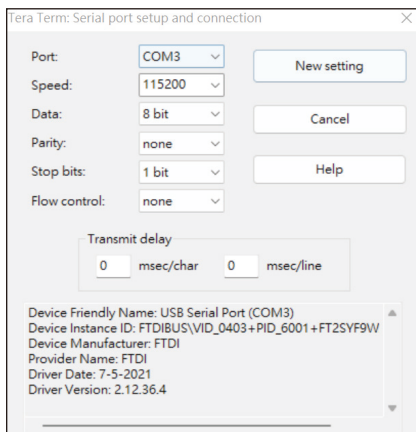 Tera Term: Serial port setup and connection
Port: COM3 New setting
Speed: 115200
Data: 8 bit Cancel
Parity: none
Stop bits: 1 bit Help
Flow control: none
Transmit delay
0 msec/char 0 msec/line
Device Friendly Name: USB Serial Port (COM3)
Device Instance ID: FTDIBUS\VID_0403+PID_6001+FT2SYF9W
Device Manufacturer: FTDI
Provider Name: FTDI
Driver Date: 7-5-2021
Driver Version: 2.12.36.4